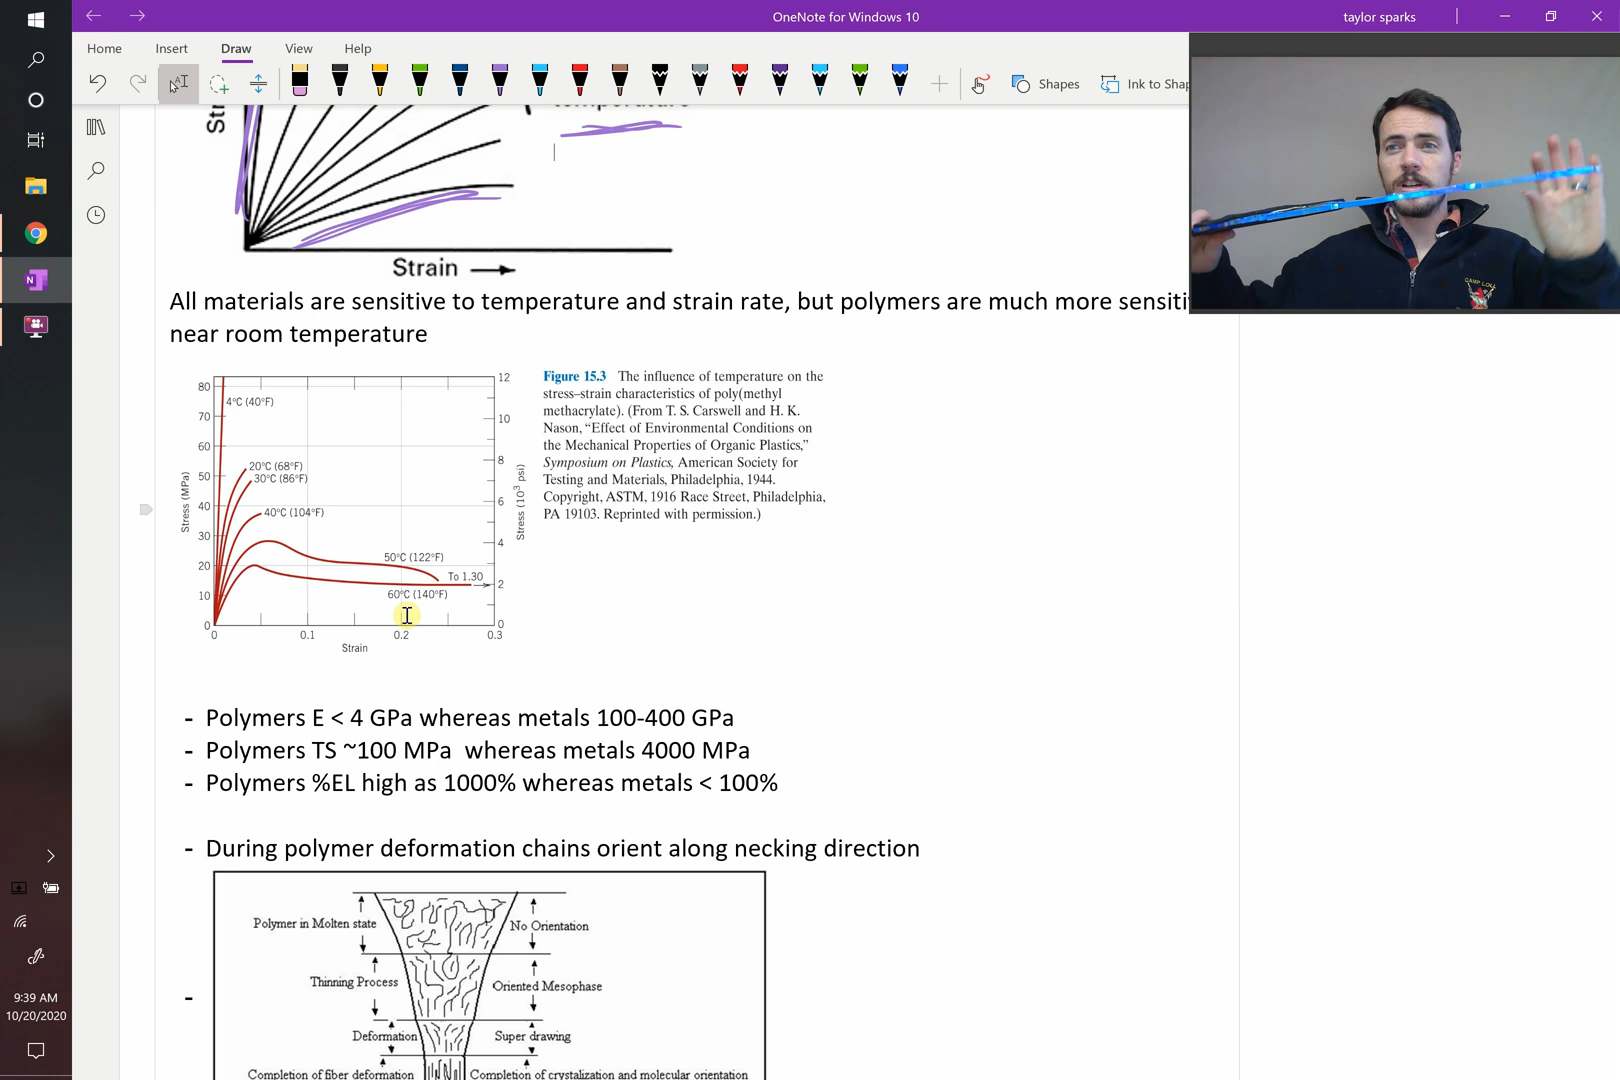 OneNote for Windows 10
taylor sparks
Home Insert Draw View Help
Shapes
Ink to Shap
Strain
All materials are sensitive to temperature and strain rate, but polymers are much more sensiti
near room temperature
80
70
60
50
40
30
20
10
0
Stress (MPa)
4°C (40°F)
20°C (68°F)
30°C (86°F)
40°C (104°F)
50°C (122°F)
To 1.30
60°C (140°F)
12
10
8
6
4
2
0
Stress (10³ psi)
0 0.1 0.2 0.3
Strain
Figure 15.3 The influence of temperature on the
stress–strain characteristics of poly(methyl
methacrylate). (From T. S. Carswell and H. K.
Nason, “Effect of Environmental Conditions on
the Mechanical Properties of Organic Plastics,”
Symposium on Plastics, American Society for
Testing and Materials, Philadelphia, 1944.
Copyright, ASTM, 1916 Race Street, Philadelphia,
PA 19103. Reprinted with permission.)
- Polymers E < 4 GPa whereas metals 100-400 GPa
- Polymers TS ~100 MPa whereas metals 4000 MPa
- Polymers %EL high as 1000% whereas metals < 100%
- During polymer deformation chains orient along necking direction
-
Polymer in Molten state
No Orientation
Thinning Process
Oriented Mesophase
Deformation
Super drawing
Completion of fiber deformation
Completion of crystalization and molecular orientation
CAMP LOLL
9:39 AM
10/20/2020